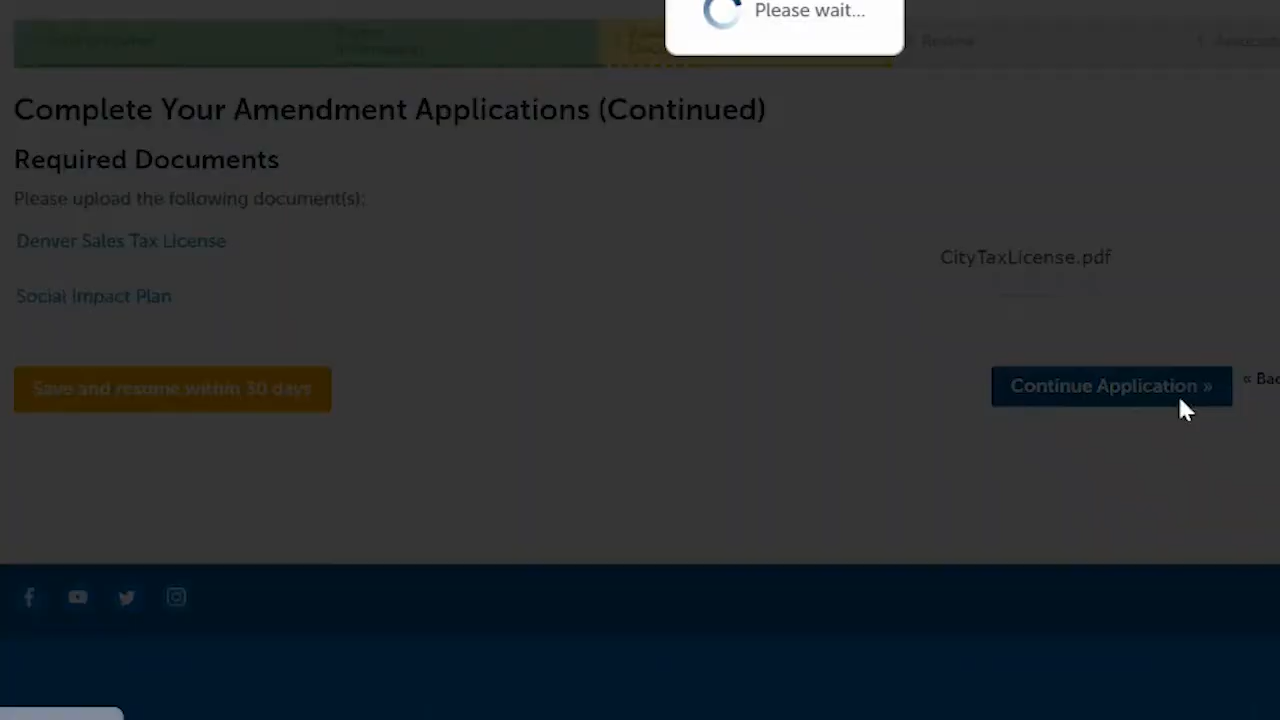 Please wait...
Review
Complete Your Amendment Applications (Continued)
Required Documents
Please upload the following document(s):
Denver Sales Tax License
CityTaxLicense.pdf
Social Impact Plan
Save and resume within 30 days
Continue Application »
«